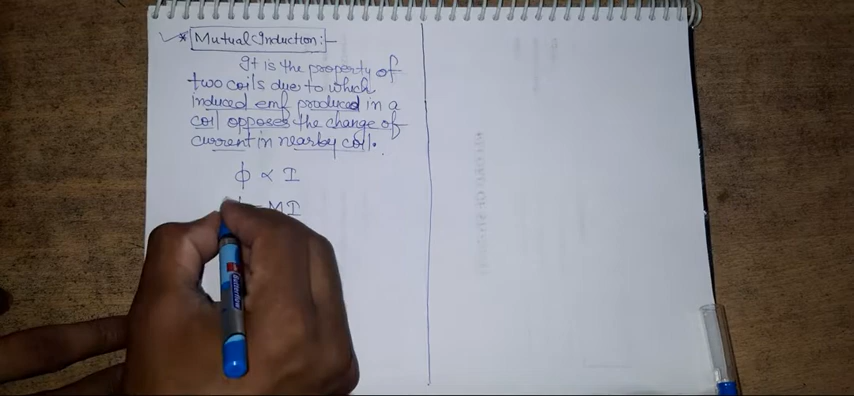 * Mutual Induction:-
It is the property of
two coils due to which
induced emf produced in a
coil opposes the change of
current in nearby coil.
ϕ ∝ I
= MI